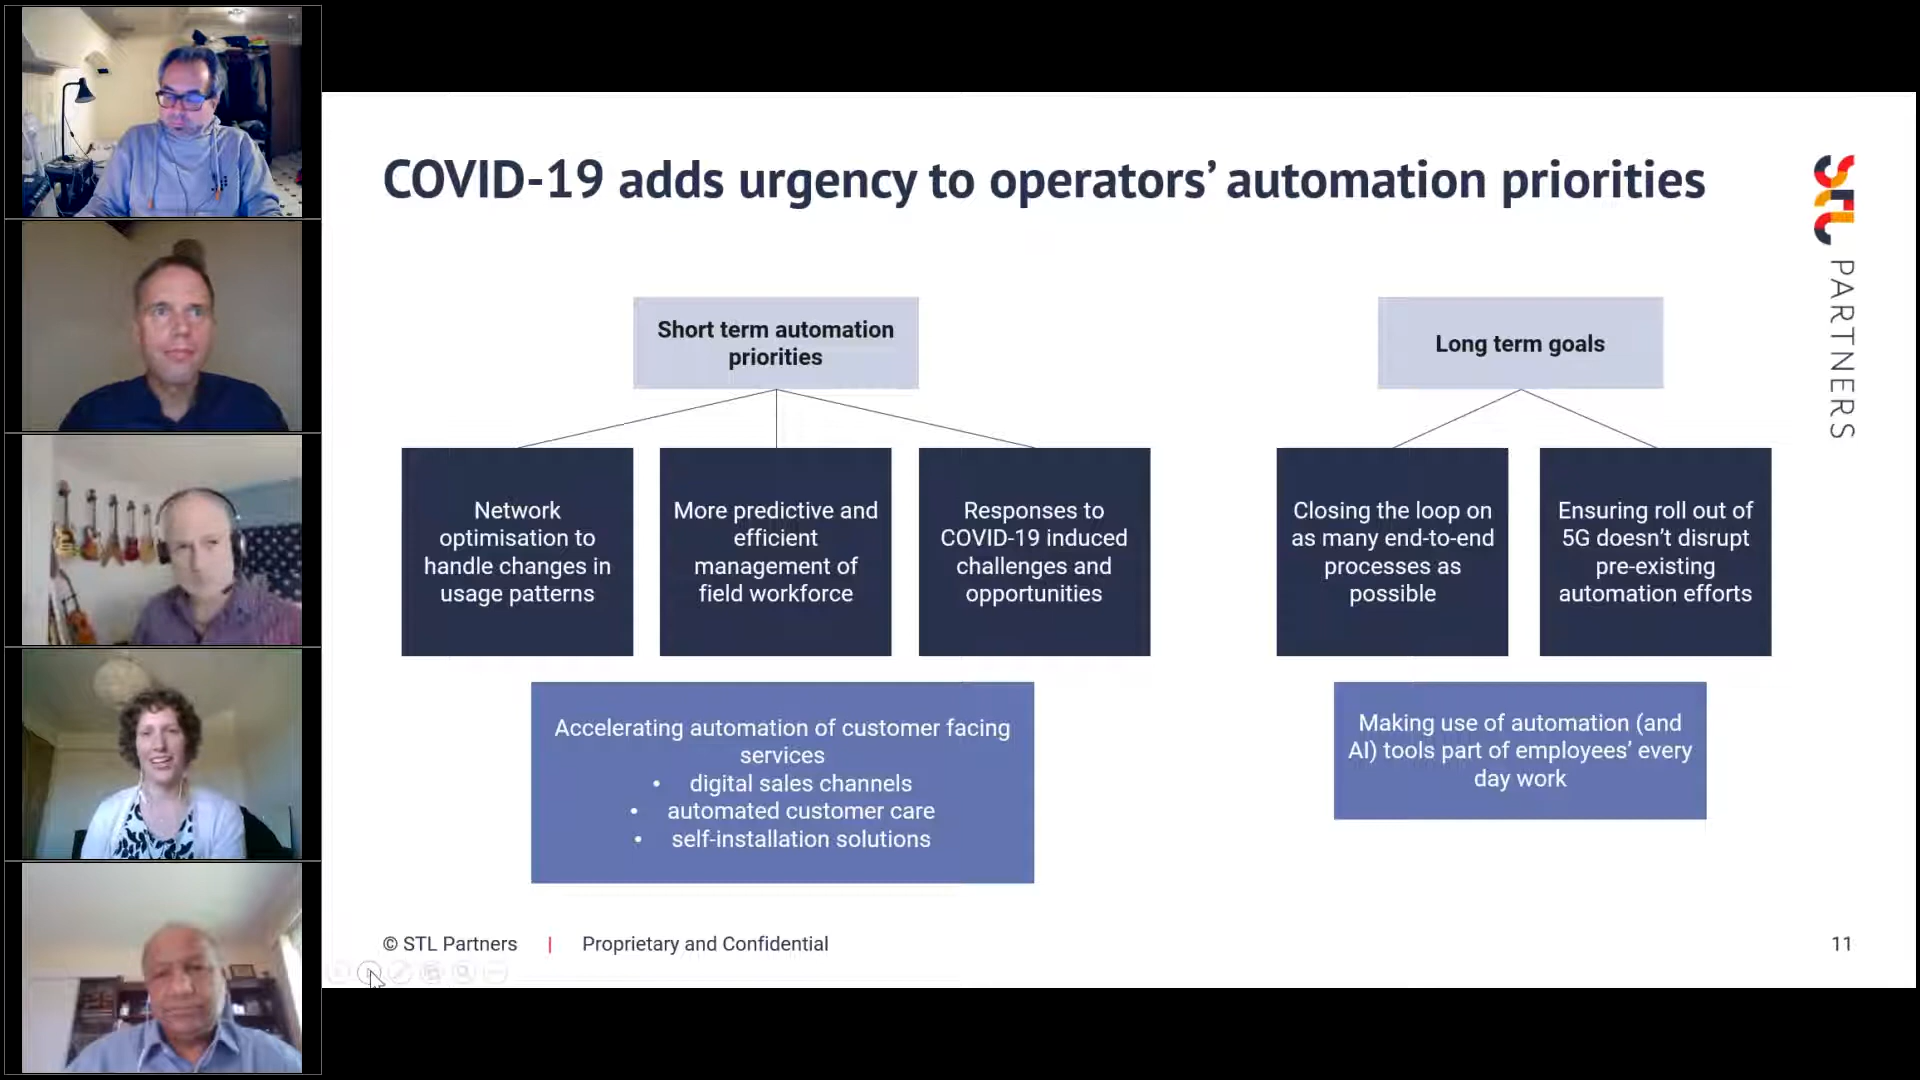 COVID-19 adds urgency to operators’ automation priorities
STL
PARTNERS
Short term automation
priorities
Network
optimisation to
handle changes in
usage patterns
More predictive and
efficient
management of
field workforce
Responses to
COVID-19 induced
challenges and
opportunities
Accelerating automation of customer facing
services
• digital sales channels
• automated customer care
• self-installation solutions
Long term goals
Closing the loop on
as many end-to-end
processes as
possible
Ensuring roll out of
5G doesn’t disrupt
pre-existing
automation efforts
Making use of automation (and
AI) tools part of employees’ every
day work
© STL Partners | Proprietary and Confidential
11